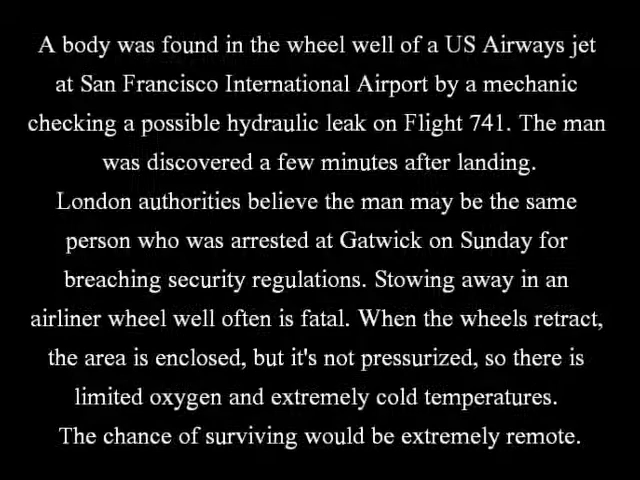 A body was found in the wheel well of a US Airways jet
at San Francisco International Airport by a mechanic
checking a possible hydraulic leak on Flight 741. The man
was discovered a few minutes after landing.
London authorities believe the man may be the same
person who was arrested at Gatwick on Sunday for
breaching security regulations. Stowing away in an
airliner wheel well often is fatal. When the wheels retract,
the area is enclosed, but it's not pressurized, so there is
limited oxygen and extremely cold temperatures.
The chance of surviving would be extremely remote.